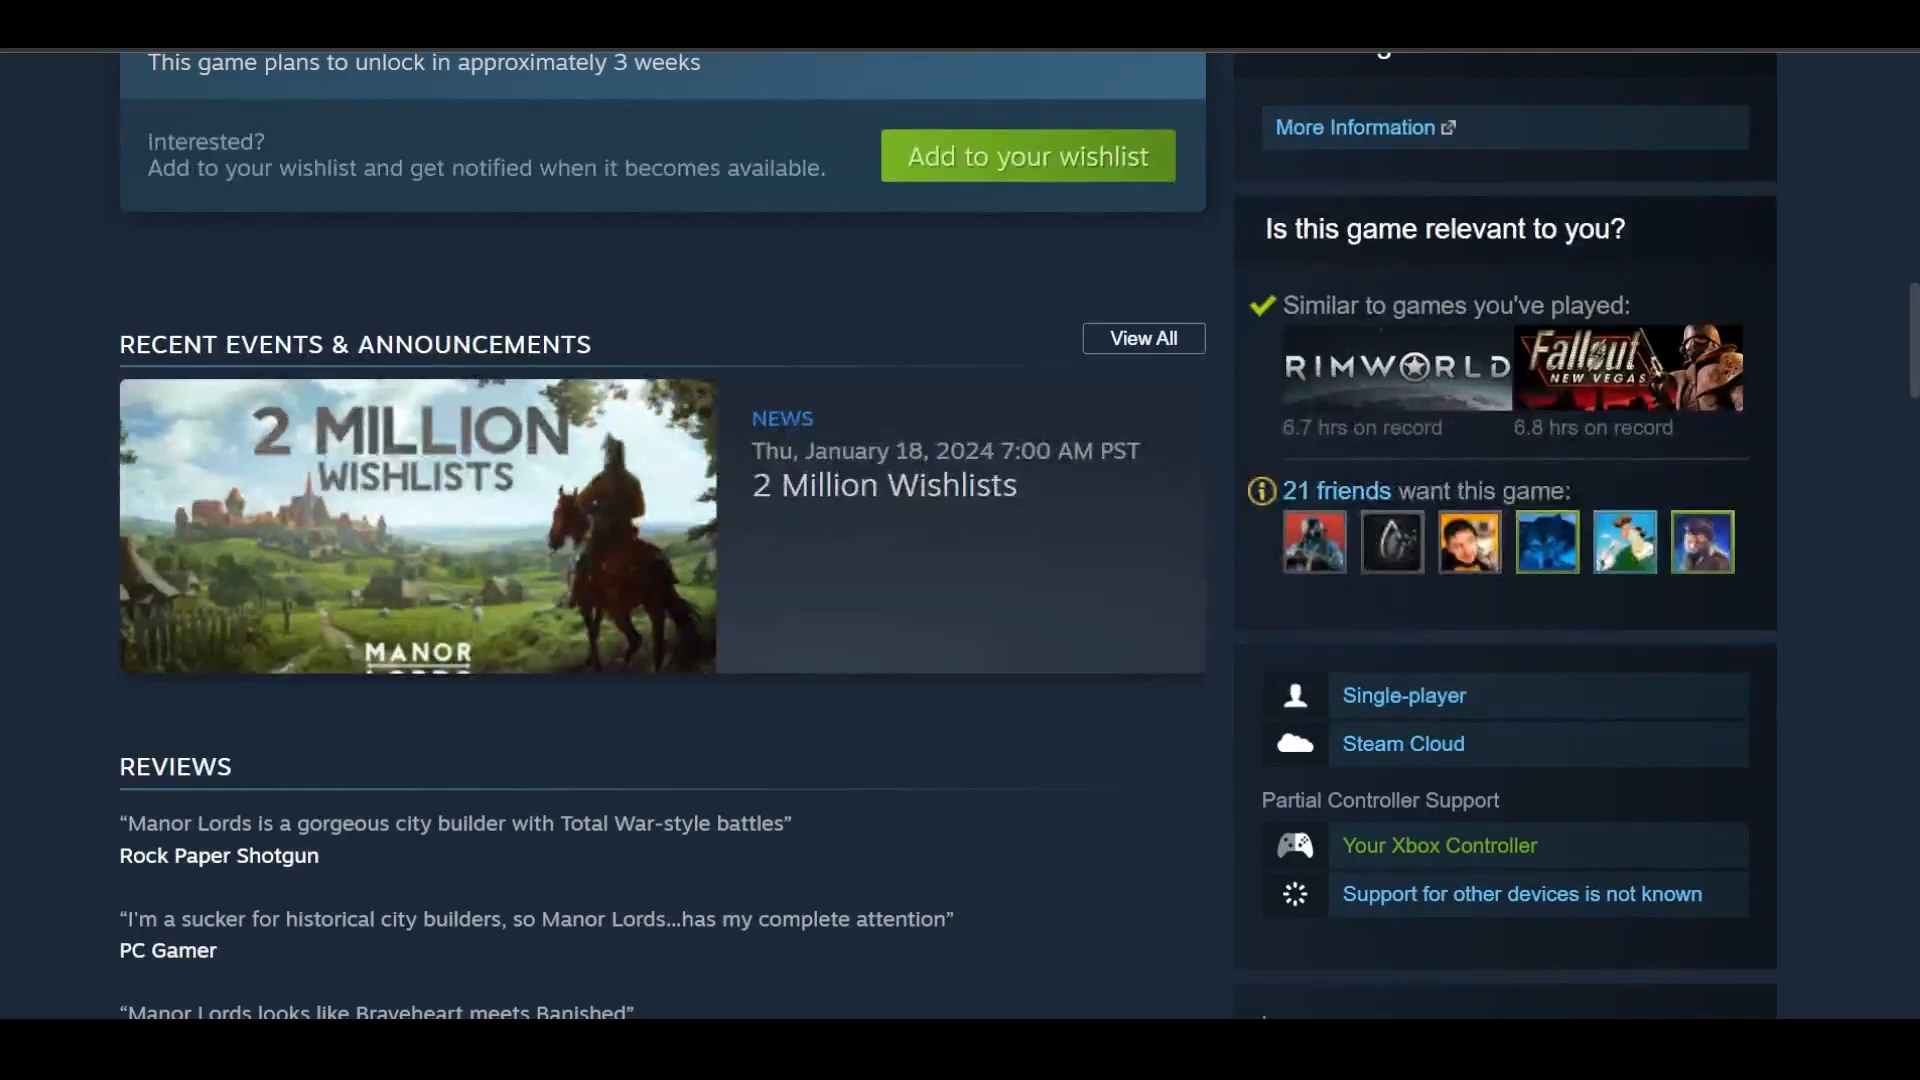 This game plans to unlock in approximately 3 weeks
Interested?
Add to your wishlist and get notified when it becomes available.
Add to your wishlist
RECENT EVENTS & ANNOUNCEMENTS
View All
2 MILLION
WISHLISTS
MANOR
LORDS
NEWS
Thu, January 18, 2024 7:00 AM PST
2 Million Wishlists
REVIEWS
“Manor Lords is a gorgeous city builder with Total War-style battles”
Rock Paper Shotgun
“I'm a sucker for historical city builders, so Manor Lords...has my complete attention”
PC Gamer
“Manor Lords looks like Braveheart meets Banished”
More Information
Is this game relevant to you?
Similar to games you've played:
RIMWORLD
Fallout
NEW VEGAS
6.7 hrs on record
6.8 hrs on record
21 friends want this game:
Single-player
Steam Cloud
Partial Controller Support
Your Xbox Controller
Support for other devices is not known